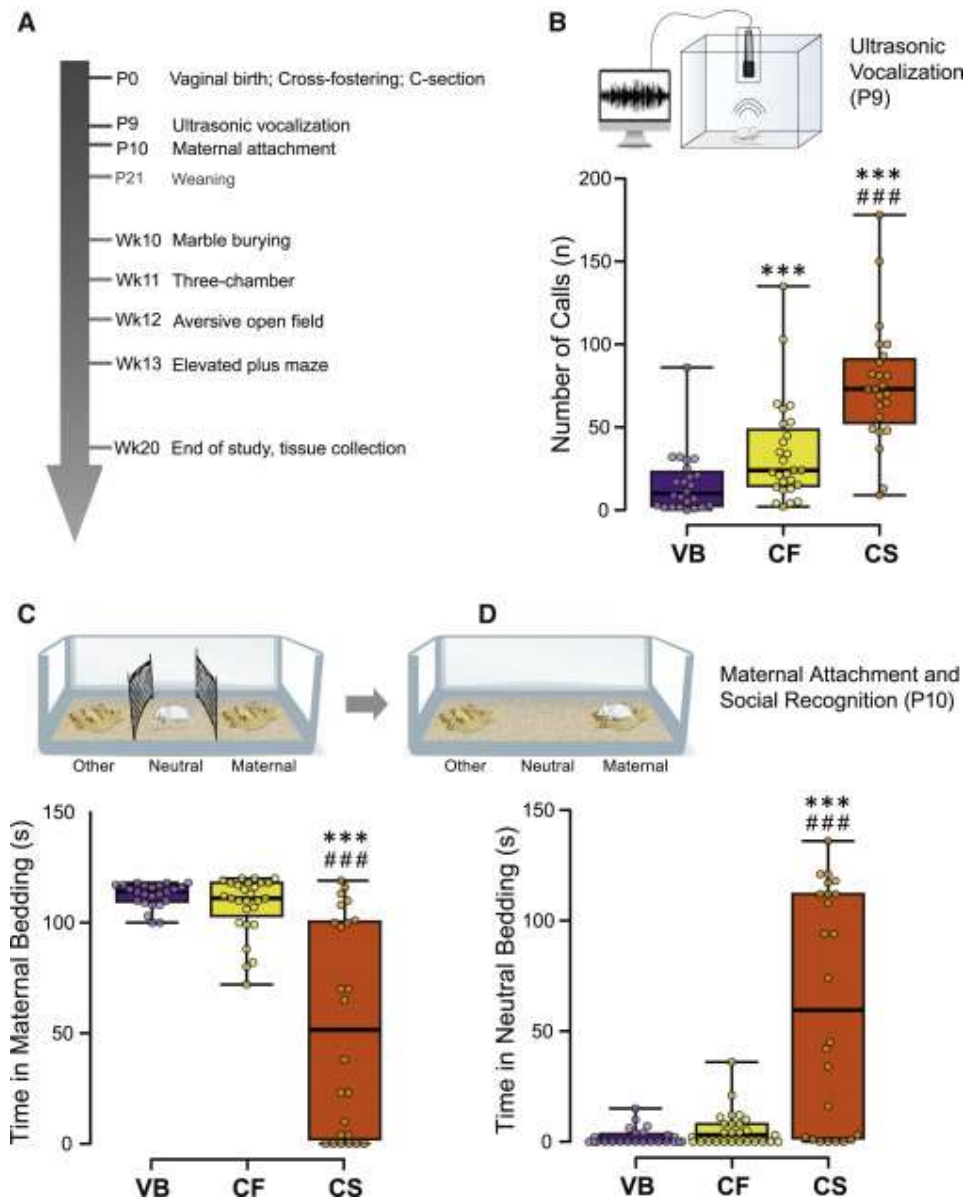 A
P0 Vaginal birth; Cross-fostering; C-section
P9 Ultrasonic vocalization
P10 Maternal attachment
P21 Weaning
Wk10 Marble burying
Wk11 Three-chamber
Wk12 Aversive open field
Wk13 Elevated plus maze
Wk20 End of study, tissue collection
B
Ultrasonic
Vocalization
(P9)
Number of Calls (n)
200
150
100
50
0
***
***
###
VB CF CS
C
Other Neutral Maternal
D
Other Neutral Maternal
Maternal Attachment and
Social Recognition (P10)
Time in Maternal Bedding (s)
150
100
50
0
***
###
VB CF CS
Time in Neutral Bedding (s)
150
100
50
0
***
###
VB CF CS